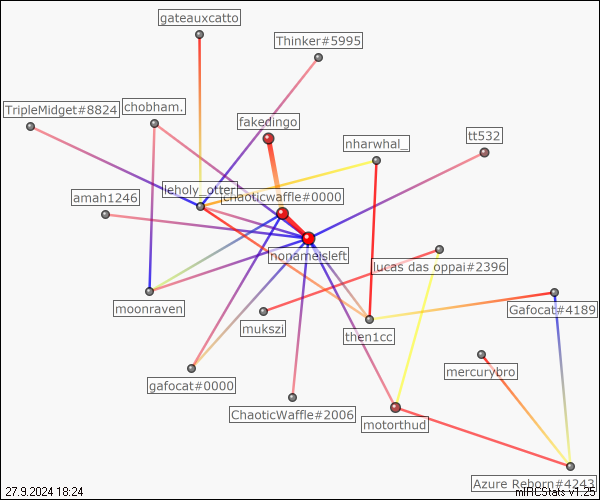 gateauxcatto
Thinker#5995
TripleMidget#8824
chobham.
fakedingo
nharwhal_
tt532
leholy_otter
chaoticwaffle#0000
amah1246
nonameisleft
lucas das oppai#2396
moonraven
mukszi
then1cc
Gafocat#4189
gafocat#0000
mercurybro
ChaoticWaffle#2006
motorthud
Azure Reborn#4243
27.9.2024 18:24
mIRCStats v1.25